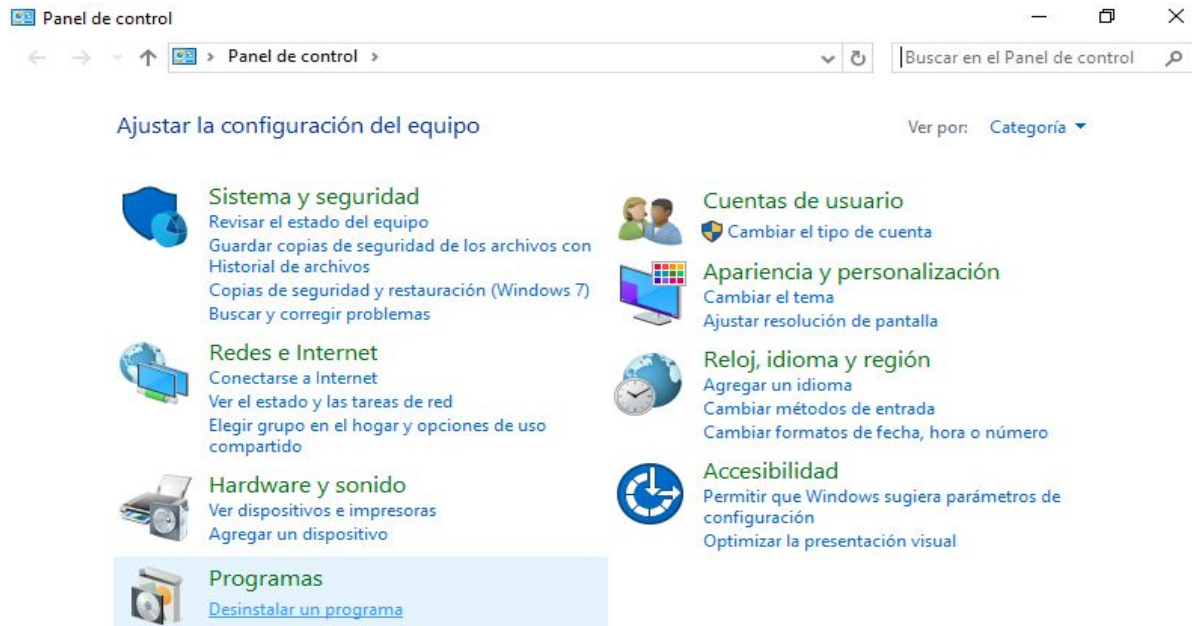 Panel de control
Panel de control
Buscar en el Panel de control
Ajustar la configuración del equipo
Ver por: Categoría
Sistema y seguridad
Revisar el estado del equipo
Guardar copias de seguridad de los archivos con
Historial de archivos
Copias de seguridad y restauración (Windows 7)
Buscar y corregir problemas
Redes e Internet
Conectarse a Internet
Ver el estado y las tareas de red
Elegir grupo en el hogar y opciones de uso
compartido
Hardware y sonido
Ver dispositivos e impresoras
Agregar un dispositivo
Programas
Desinstalar un programa
Cuentas de usuario
Cambiar el tipo de cuenta
Apariencia y personalización
Cambiar el tema
Ajustar resolución de pantalla
Reloj, idioma y región
Agregar un idioma
Cambiar métodos de entrada
Cambiar formatos de fecha, hora o número
Accesibilidad
Permitir que Windows sugiera parámetros de
configuración
Optimizar la presentación visual